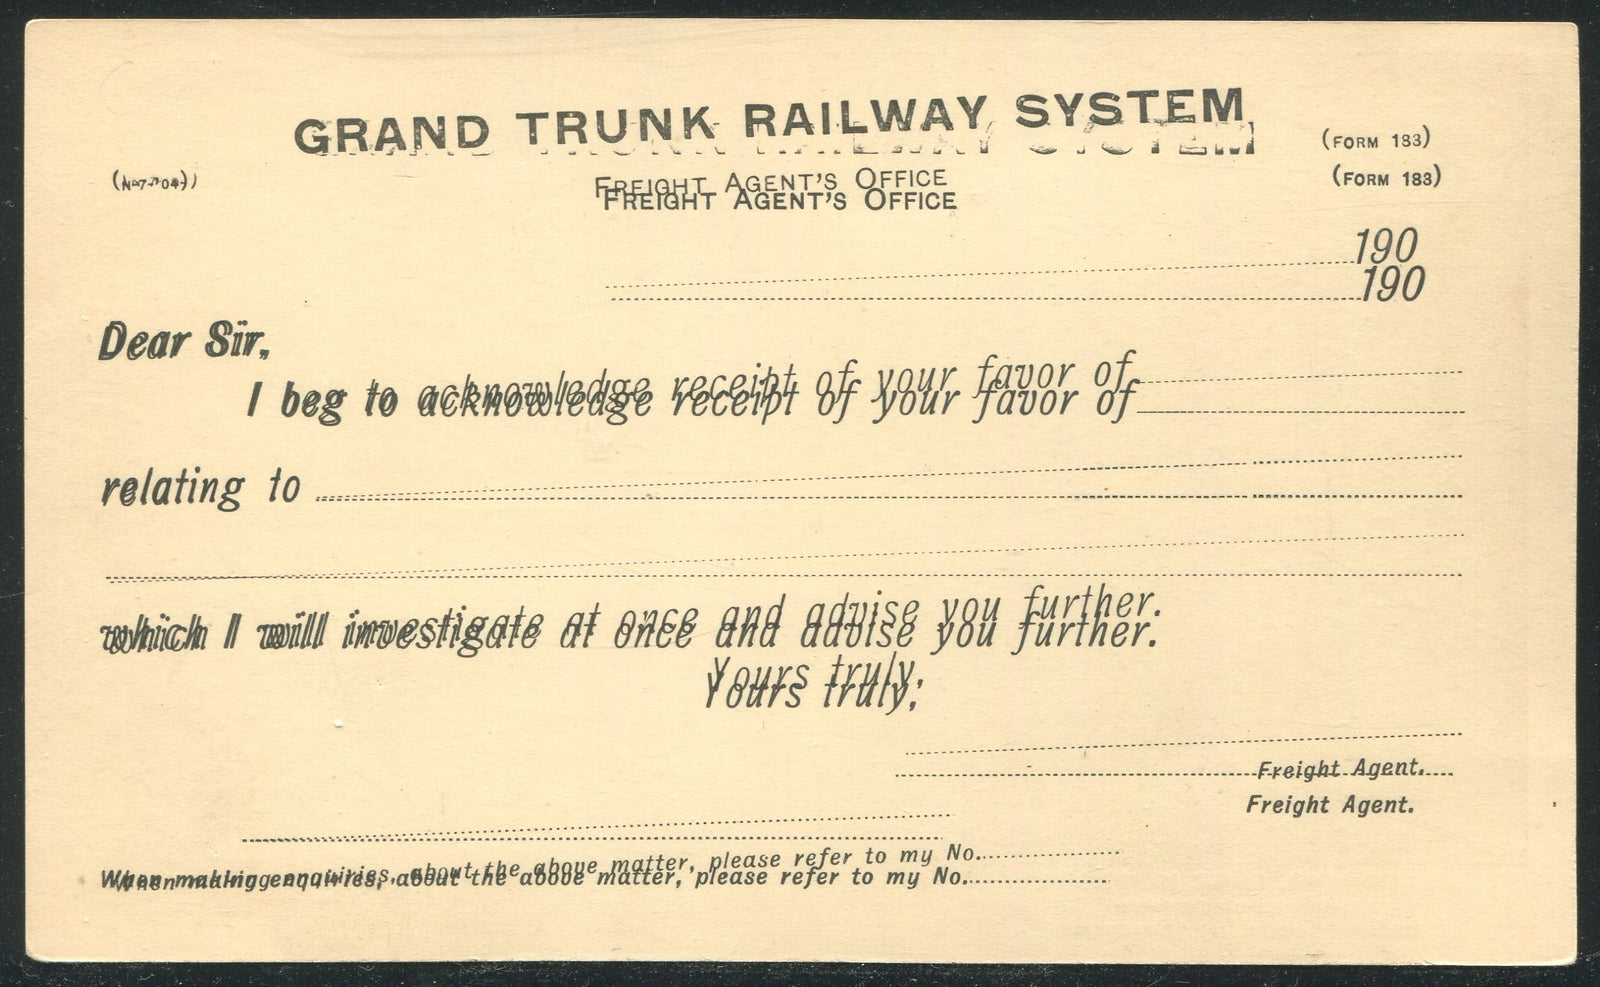 GRAND TRUNK RAILWAY SYSTEM
GRAND TRUNK RAILWAY SYSTEM
(FORM 183)
(FORM 183)
FREIGHT AGENT'S OFFICE
FREIGHT AGENT'S OFFICE
190
190
Dear Sir,
I beg to acknowledge receipt of your favor of
I beg to acknowledge receipt of your favor of
relating to
which I will investigate at once and advise you further.
which I will investigate at once and advise you further.
Yours truly,
Yours truly,
Freight Agent.
Freight Agent.
When making enquiries, about the above matter, please refer to my No.
When making enquiries, about the above matter, please refer to my No.